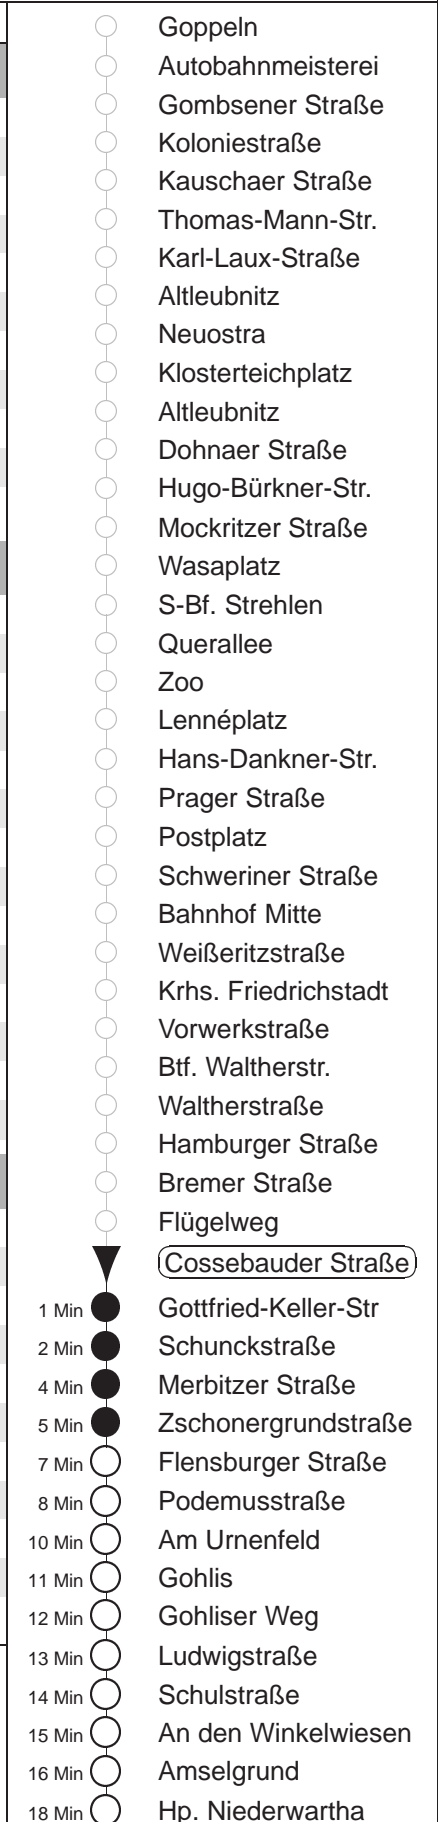 Goppeln
Autobahnmeisterei
Gombsener Straße
Koloniestraße
Kauschaer Straße
Thomas-Mann-Str.
Karl-Laux-Straße
Altleubnitz
Neuostra
Klosterteichplatz
Altleubnitz
Dohnaer Straße
Hugo-Bürkner-Str.
Mockritzer Straße
Wasaplatz
S-Bf. Strehlen
Querallee
Zoo
Lennéplatz
Hans-Dankner-Str.
Prager Straße
Postplatz
Schweriner Straße
Bahnhof Mitte
Weißeritzstraße
Krhs. Friedrichstadt
Vorwerkstraße
Btf. Waltherstr.
Waltherstraße
Hamburger Straße
Bremer Straße
Flügelweg
Cossebauder Straße
1 Min Gottfried-Keller-Str
2 Min Schunckstraße
4 Min Merbitzer Straße
5 Min Zschonergrundstraße
7 Min Flensburger Straße
8 Min Podemusstraße
10 Min Am Urnenfeld
11 Min Gohlis
12 Min Gohliser Weg
13 Min Ludwigstraße
14 Min Schulstraße
15 Min An den Winkelwiesen
16 Min Amselgrund
18 Min Hp. Niederwartha